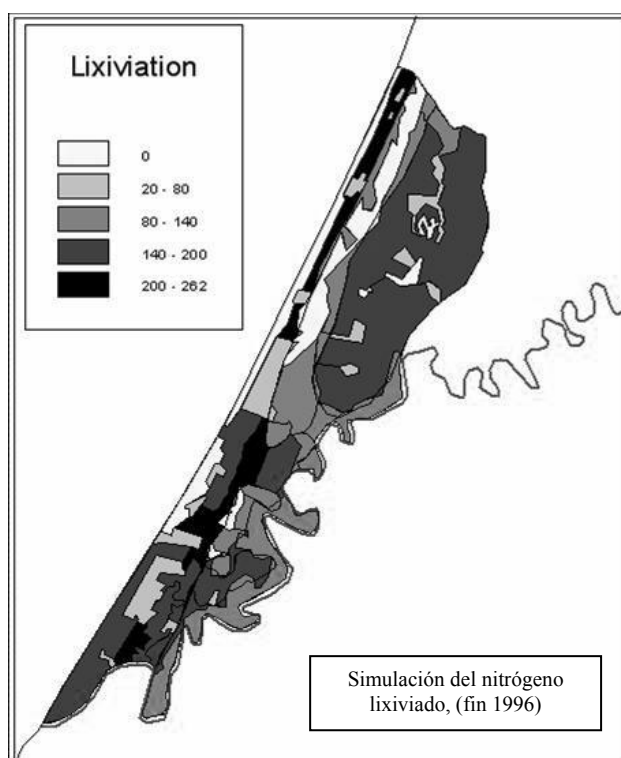 Lixiviation
0
20 - 80
80 - 140
140 - 200
200 - 262
Simulación del nitrógeno
lixiviado, (fin 1996)